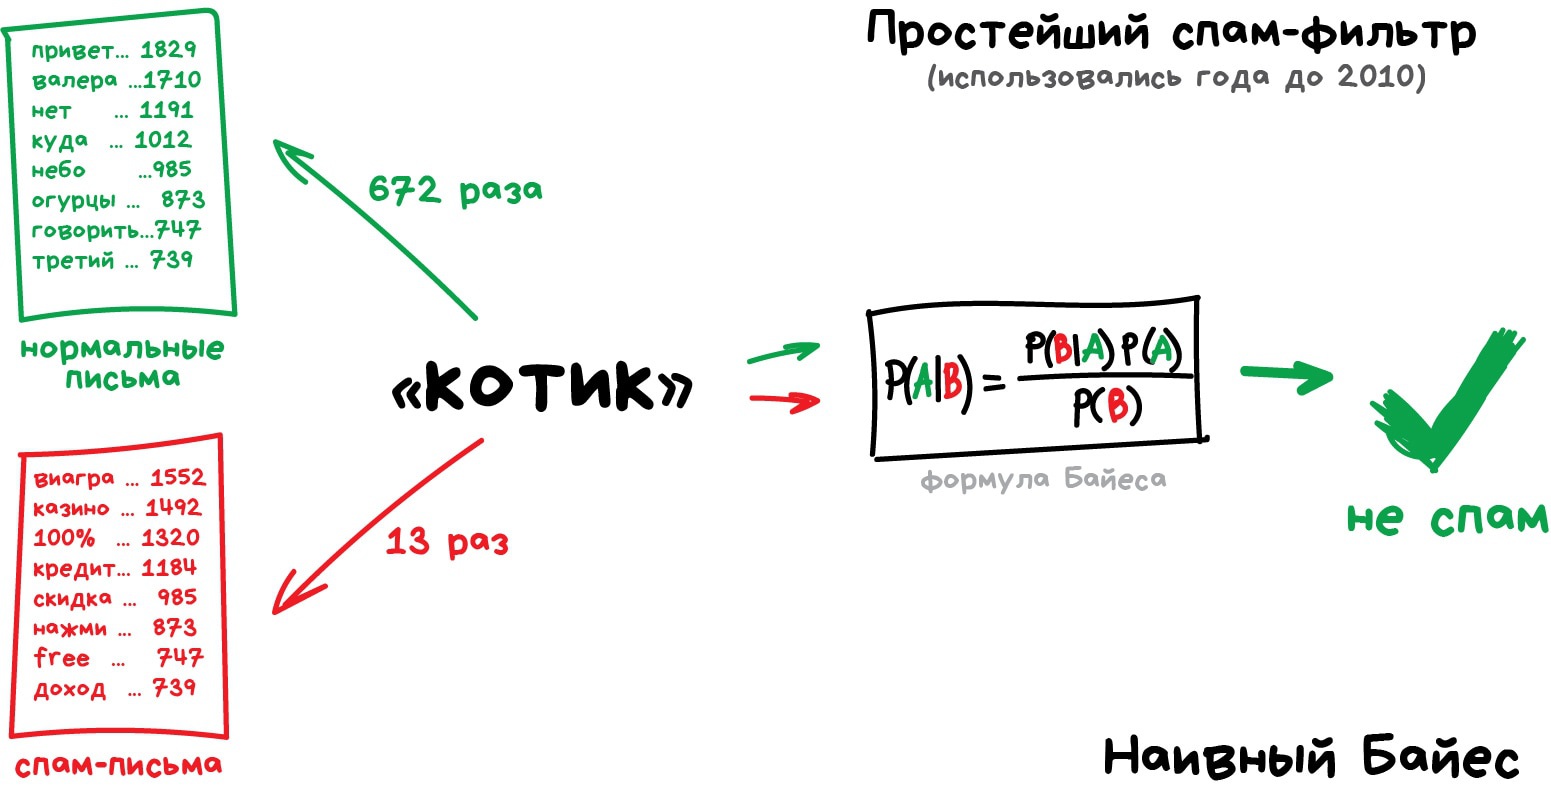 Простейший спам-фильтр
(использовались года до 2010)
привет... 1829
валера ...1710
нет ... 1191
куда ... 1012
небо ...985
огурцы ... 873
говорить...747
третий ... 739
нормальные
письма
672 раза
«КОТИК»
13 раз
виагра ... 1552
казино ... 1492
100% ... 1320
кредит... 1184
скидка ... 985
нажми ... 873
free ... 747
доход ... 739
спам-письма
P(A|B) = P(B|A) P(A)
P(B)
формула Байеса
не спам
Наивный Байес